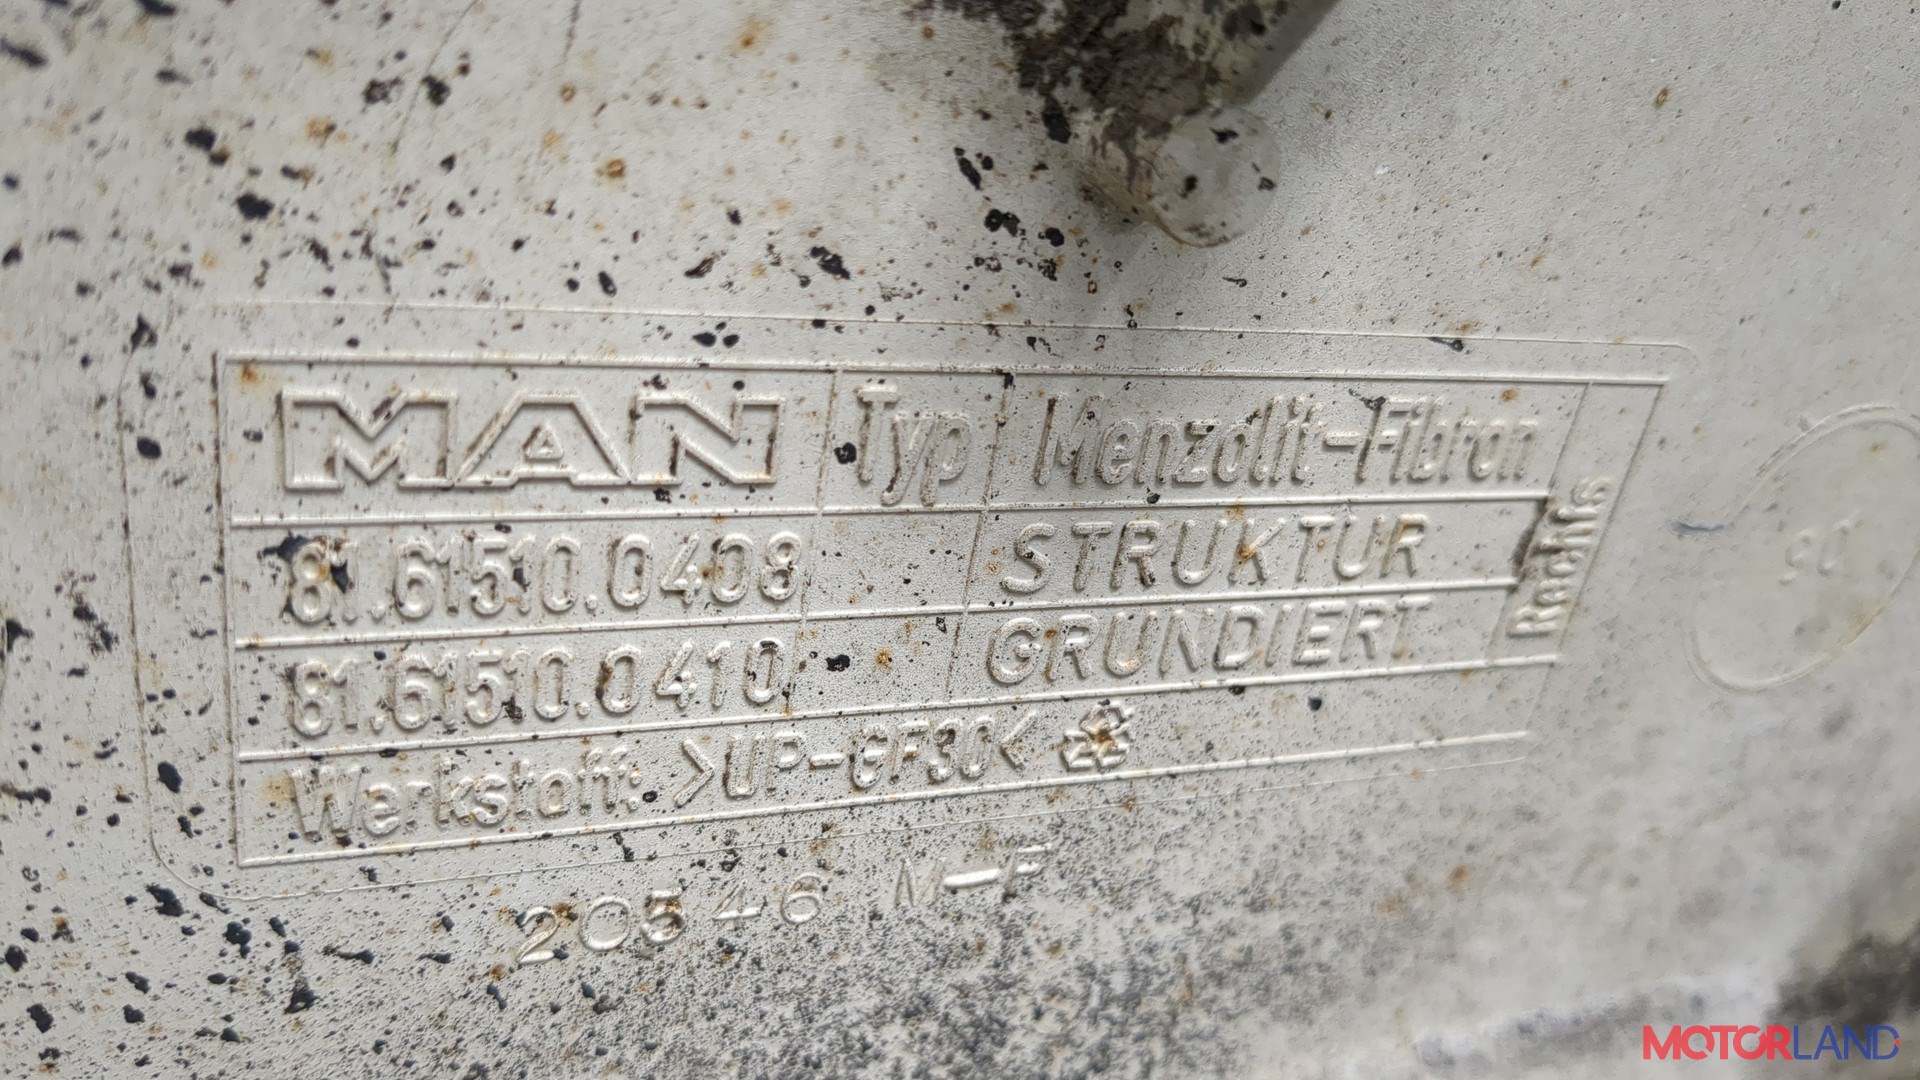 MAN Typ Menzolit-Fibron
81.61510.0408 STRUKTUR
81.61510.0410 GRUNDIERT
Rechts
Werkstoff: >UP-GF30<
20546 M-F
MOTORLAND